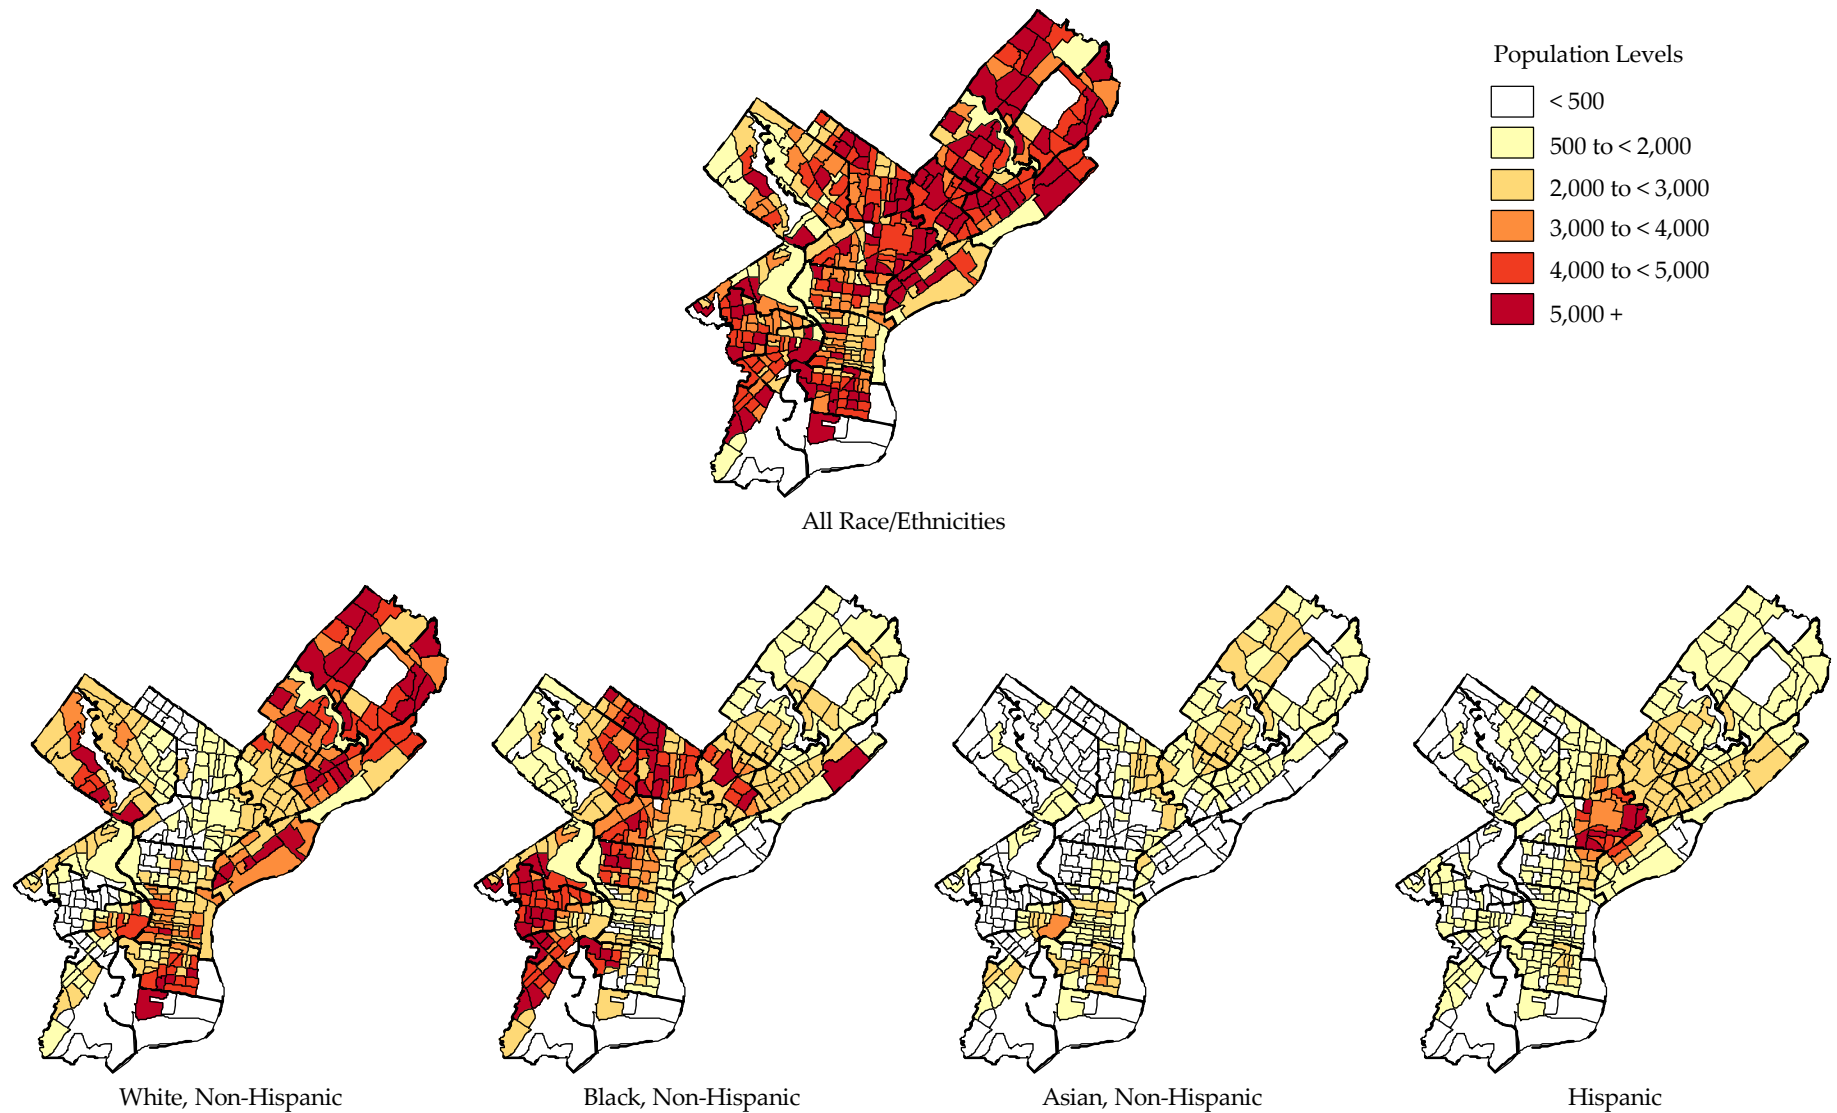 Population Levels
< 500
500 to < 2,000
2,000 to < 3,000
3,000 to < 4,000
4,000 to < 5,000
5,000 +
All Race/Ethnicities
White, Non-Hispanic
Black, Non-Hispanic
Asian, Non-Hispanic
Hispanic